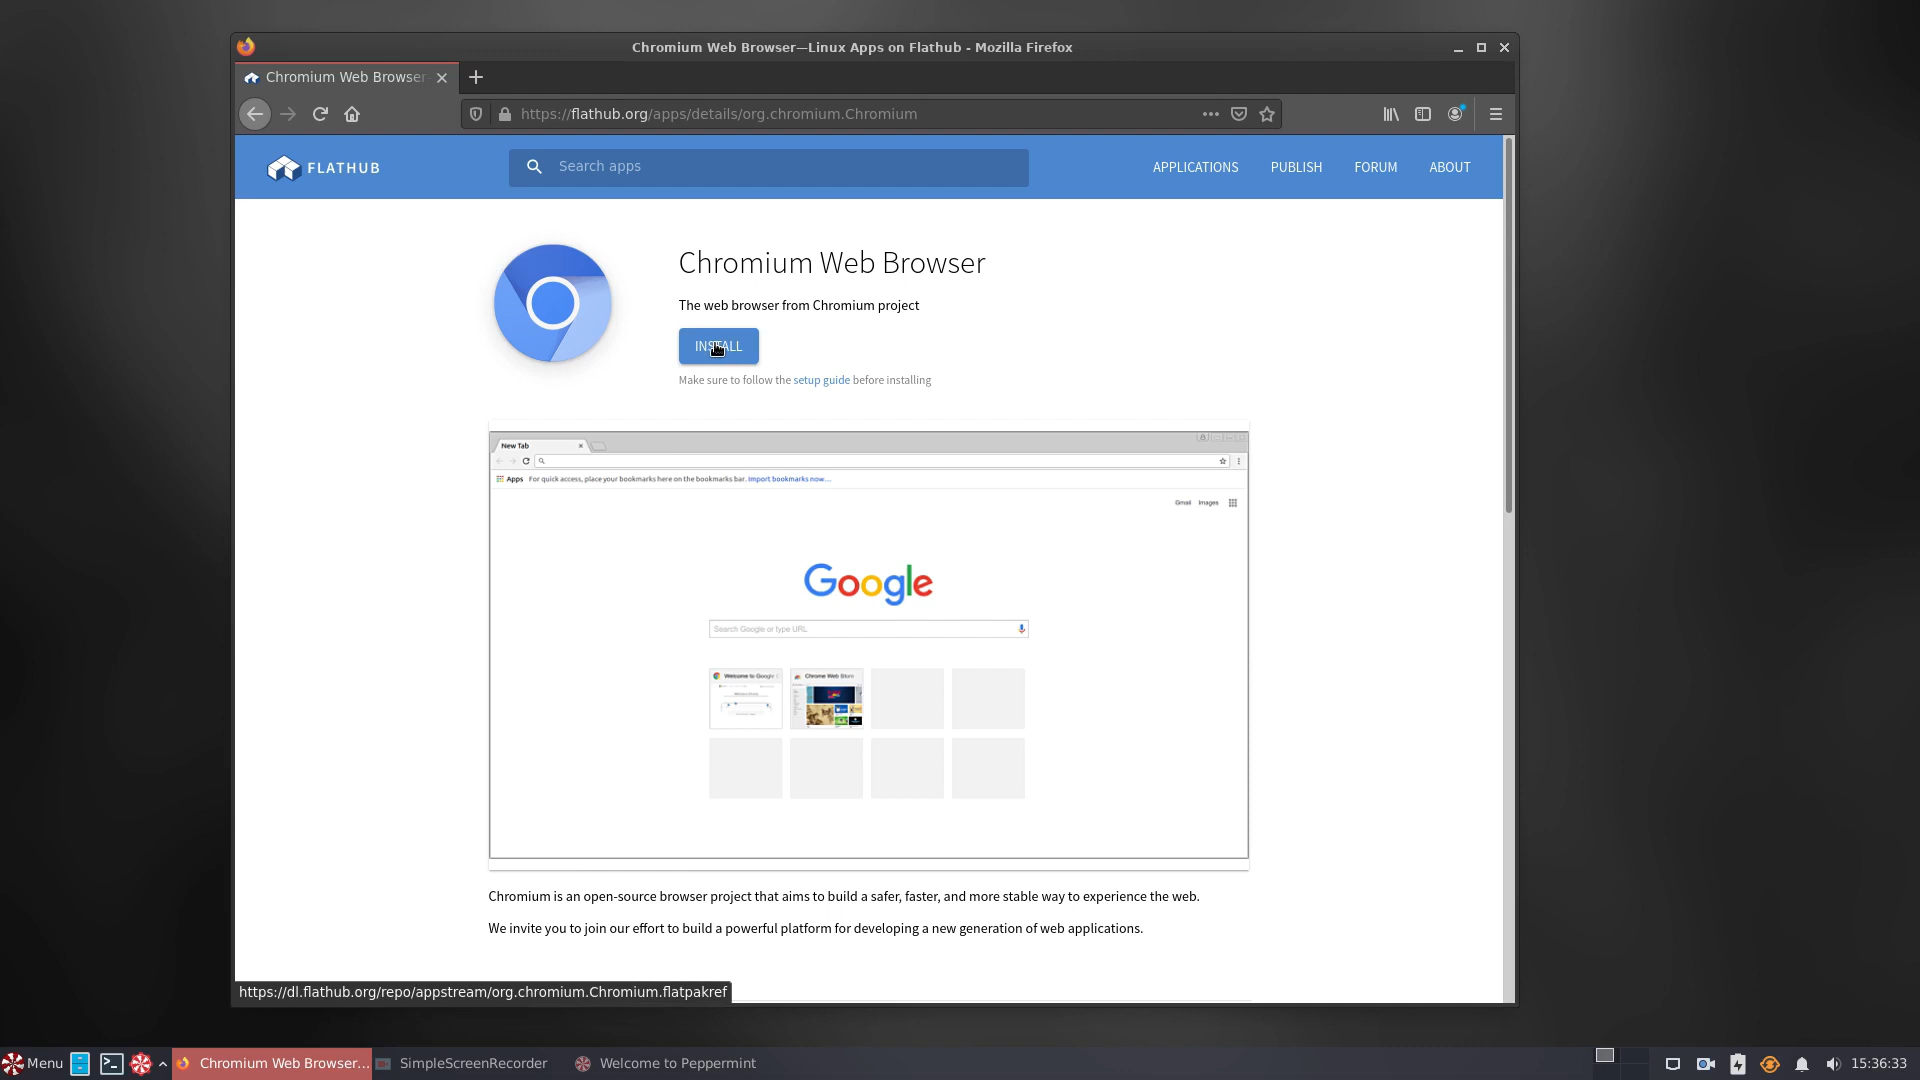 Chromium Web Browser—Linux Apps on Flathub - Mozilla Firefox
Chromium Web Browser
https://flathub.org/apps/details/org.chromium.Chromium
FLATHUB
Search apps
APPLICATIONS
PUBLISH
FORUM
ABOUT
Chromium Web Browser
The web browser from Chromium project
INSTALL
Make sure to follow the setup guide before installing
New Tab
Apps For quick access, place your bookmarks here on the bookmarks bar. Import bookmarks now...
Gmail Images
Google
Search Google or type URL
Welcome to Google
Chrome Web Store
Chromium is an open-source browser project that aims to build a safer, faster, and more stable way to experience the web.
We invite you to join our effort to build a powerful platform for developing a new generation of web applications.
https://dl.flathub.org/repo/appstream/org.chromium.Chromium.flatpakref
Menu
Chromium Web Browser...
SimpleScreenRecorder
Welcome to Peppermint
15:36:33